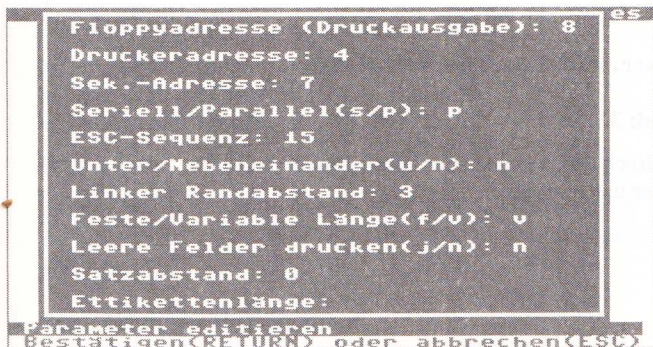 es
Floppyadresse (Druckausgabe): 8
Druckeradresse: 4
Sek.-Adresse: 7
Seriell/Parallel(s/p): p
ESC-Sequenz: 15
Unter/Nebeneinander(u/n): n
Linker Randabstand: 3
Feste/Variable Länge(f/v): v
Leere Felder drucken(j/n): n
Satzabstand: 0
Ettikettenlänge:
Parameter editieren
Bestätigen(RETURN) oder abbrechen(ESC)